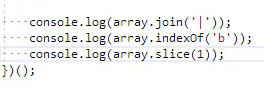 console.log(array.join('|'));
console.log(array.indexOf('b'));
console.log(array.slice(1));
})();